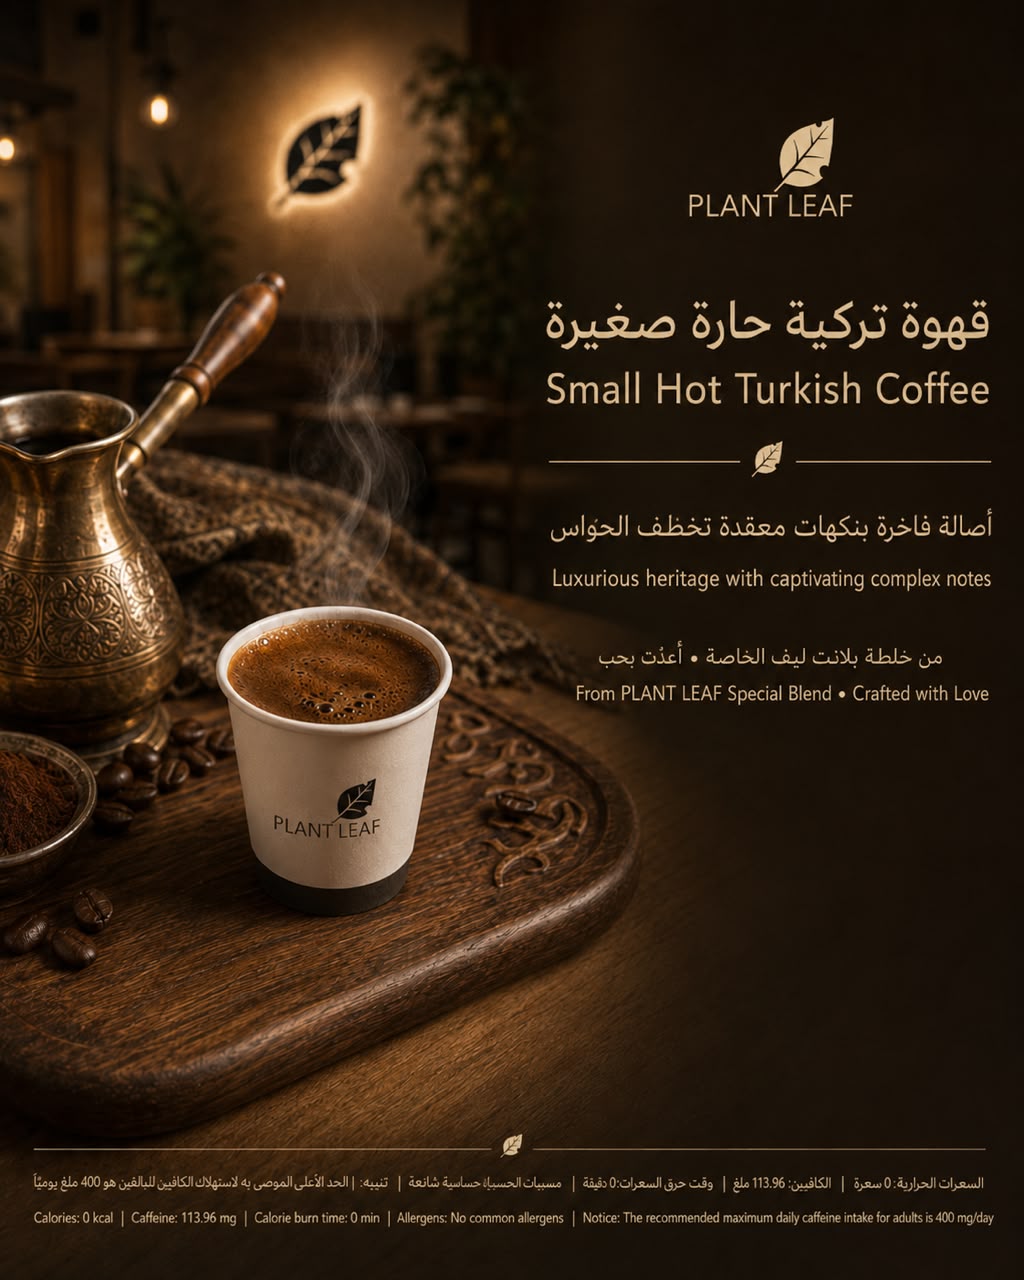 PLANT LEAF
قهوة تركية حارة صغيرة
Small Hot Turkish Coffee
أصالة فاخرة بنكهات معقدة تخطف الحواس
Luxurious heritage with captivating complex notes
من خلطة بلانت ليف الخاصة • أعدّت بحب
From PLANT LEAF Special Blend • Crafted with Love
PLANT LEAF
السعرات الحرارية: 0 سعرة | الكافيين: 113.96 ملغ | وقت حرق السعرات: 0 دقيقة | مسببات حساسية شائعة | تنبيه: | الحد الأعلى الموصى به لاستهلاك الكافيين للبالغين هو 400 ملغ يوميًا
Calories: 0 kcal | Caffeine: 113.96 mg | Calorie burn time: 0 min | Allergens: No common allergens | Notice: The recommended maximum daily caffeine intake for adults is 400 mg/day